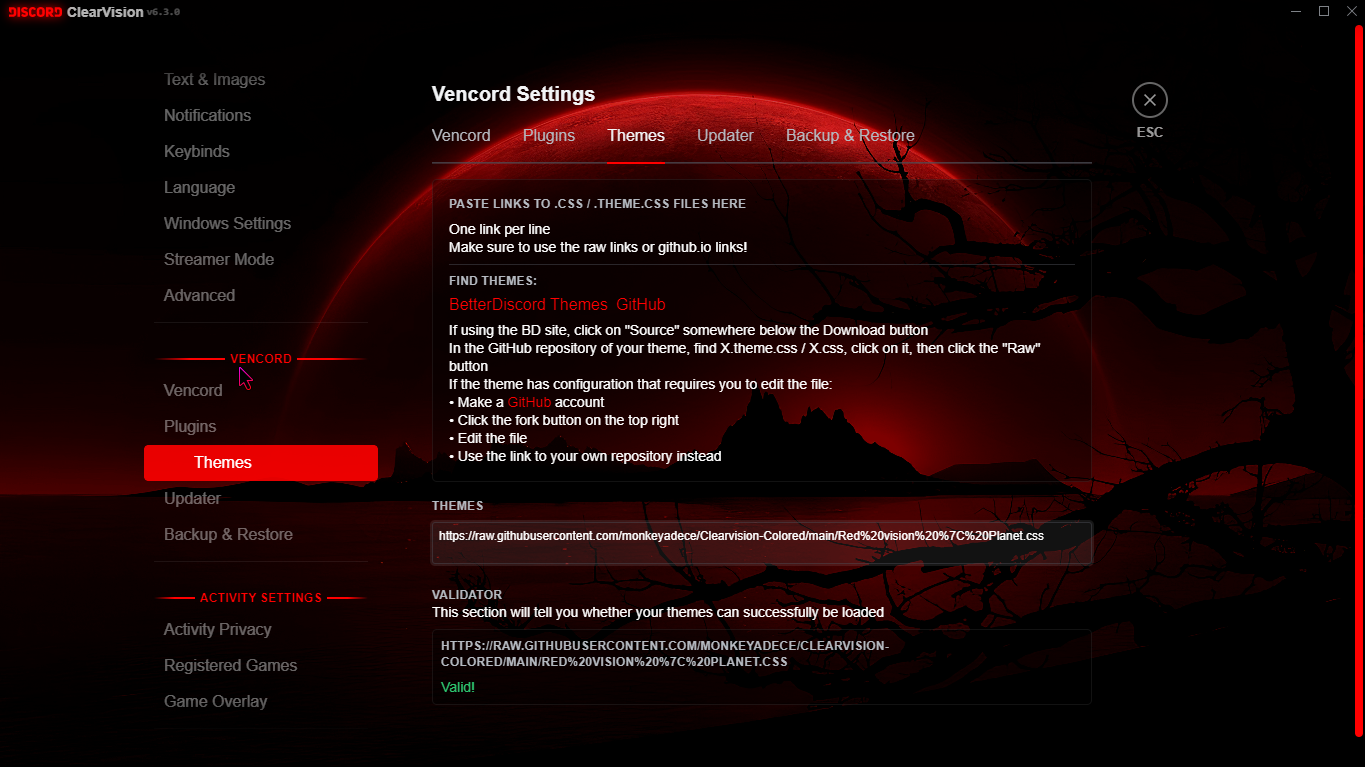 DISCORD ClearVision v6.3.0
Text & Images
Notifications
Keybinds
Language
Windows Settings
Streamer Mode
Advanced
VENCORD
Vencord
Plugins
Themes
Updater
Backup & Restore
ACTIVITY SETTINGS
Activity Privacy
Registered Games
Game Overlay
Vencord Settings
Vencord Plugins Themes Updater Backup & Restore
ESC
PASTE LINKS TO .CSS / .THEME.CSS FILES HERE
One link per line
Make sure to use the raw links or github.io links!
FIND THEMES:
BetterDiscord Themes GitHub
If using the BD site, click on "Source" somewhere below the Download button
In the GitHub repository of your theme, find X.theme.css / X.css, click on it, then click the "Raw"
button
If the theme has configuration that requires you to edit the file:
• Make a GitHub account
• Click the fork button on the top right
• Edit the file
• Use the link to your own repository instead
THEMES
https://raw.githubusercontent.com/monkeyadece/Clearvision-Colored/main/Red%20vision%20%7C%20Planet.css
VALIDATOR
This section will tell you whether your themes can successfully be loaded
HTTPS://RAW.GITHUBUSERCONTENT.COM/MONKEYADECE/CLEARVISION-
COLORED/MAIN/RED%20VISION%20%7C%20PLANET.CSS
Valid!